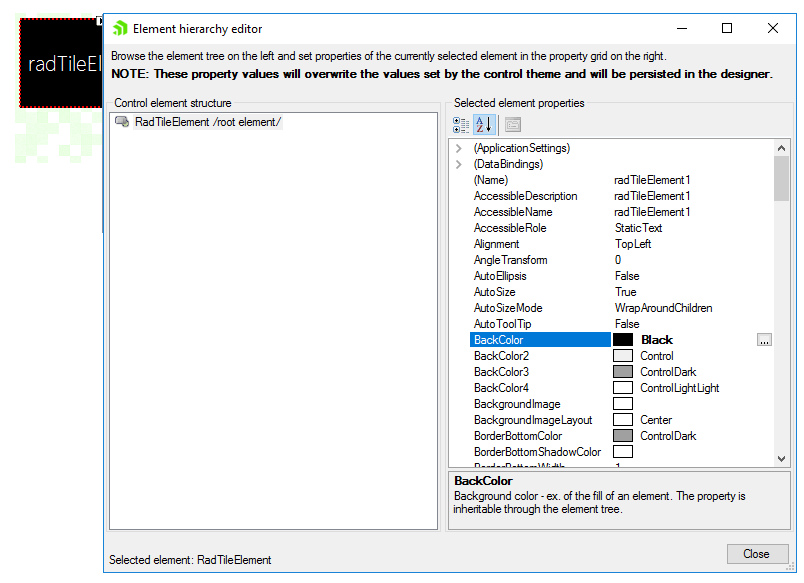 radTileEl
Element hierarchy editor
Browse the element tree on the left and set properties of the currently selected element in the property grid on the right.
NOTE: These property values will overwrite the values set by the control theme and will be persisted in the designer.
Control element structure
RadTileElement /root element/
Selected element properties
(ApplicationSettings)
(DataBindings)
(Name) radTileElement1
AccessibleDescription radTileElement1
AccessibleName radTileElement1
AccessibleRole StaticText
Alignment TopLeft
AngleTransform 0
AutoEllipsis False
AutoSize True
AutoSizeMode WrapAroundChildren
AutoToolTip False
BackColor Black ...
BackColor2 Control
BackColor3 ControlDark
BackColor4 ControlLightLight
BackgroundImage
BackgroundImageLayout Center
BorderBottomColor ControlDark
BorderBottomShadowColor
BorderBottomWidth 1
BackColor
Background color - ex. of the fill of an element. The property is
inheritable through the element tree.
Selected element: RadTileElement
Close